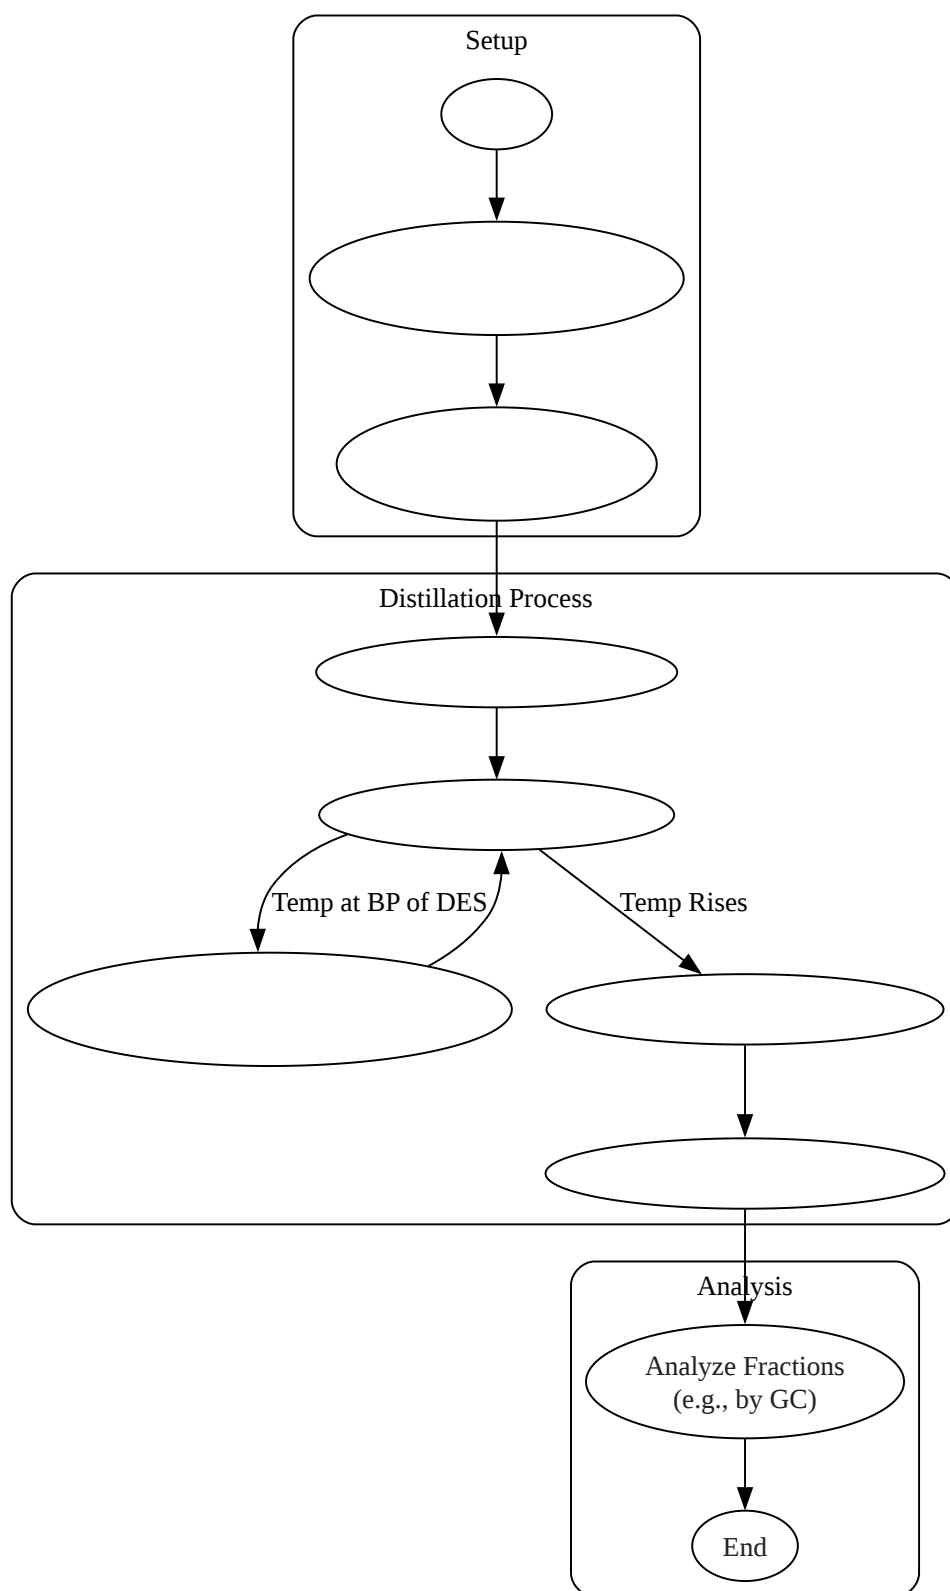 Setup
Distillation Process
Temp at BP of DES
Temp Rises
Analysis
Analyze Fractions
(e.g., by GC)
End